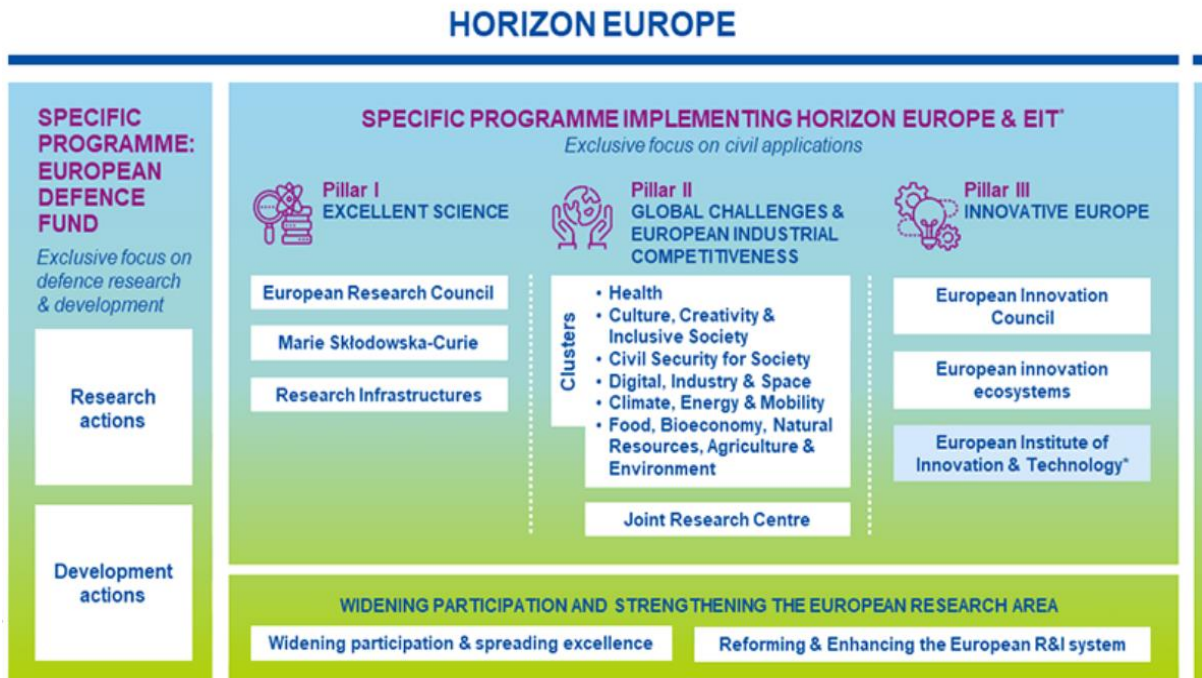 HORIZON EUROPE
SPECIFIC
PROGRAMME:
EUROPEAN
DEFENCE
FUND
Exclusive focus on
defence research
& development
Research
actions
Development
actions
SPECIFIC PROGRAMME IMPLEMENTING HORIZON EUROPE & EIT*
Exclusive focus on civil applications
Pillar I
EXCELLENT SCIENCE
European Research Council
Marie Skłodowska-Curie
Research Infrastructures
Pillar II
GLOBAL CHALLENGES &
EUROPEAN INDUSTRIAL
COMPETITIVENESS
Clusters
• Health
• Culture, Creativity &
Inclusive Society
• Civil Security for Society
• Digital, Industry & Space
• Climate, Energy & Mobility
• Food, Bioeconomy, Natural
Resources, Agriculture &
Environment
Joint Research Centre
Pillar III
INNOVATIVE EUROPE
European Innovation
Council
European innovation
ecosystems
European Institute of
Innovation & Technology*
WIDENING PARTICIPATION AND STRENGTHENING THE EUROPEAN RESEARCH AREA
Widening participation & spreading excellence
Reforming & Enhancing the European R&I system